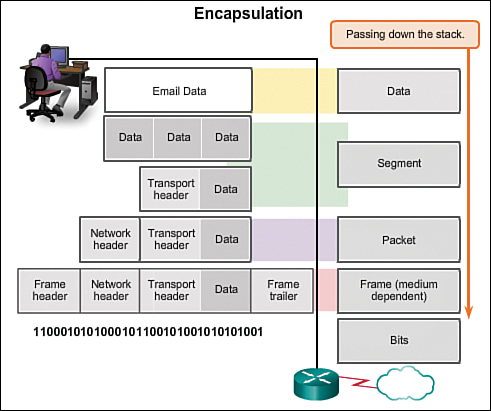 Encapsulation
Passing down the stack.
Email Data
Data
Data Data Data
Segment
Transport
header
Data
Network
header
Transport
header
Data
Packet
Frame
header
Network
header
Transport
header
Data
Frame
trailer
Frame (medium
dependent)
1100010101000101100101001010101001
Bits